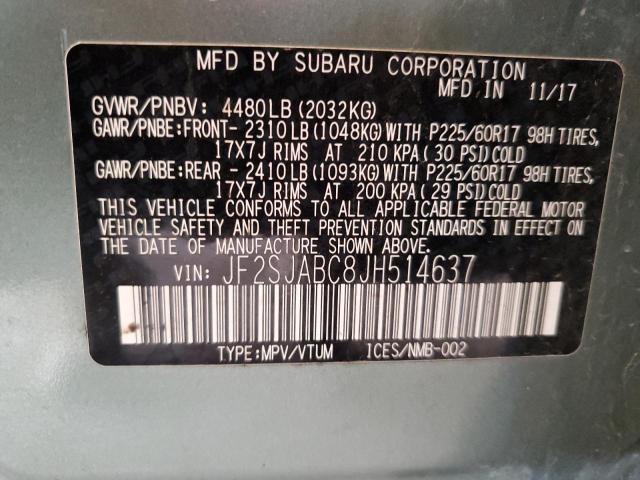 MFD BY SUBARU CORPORATION
MFD IN 11/17
GVWR/PNBV: 4480LB(2032KG)
GAWR/PNBE:FRONT- 2310LB(1048KG)WITH P225/60R17 98H TIRES,
17X7J RIMS AT 210 KPA( 30 PSI)COLD
GAWR/PNBE:REAR - 2410LB(1093KG)WITH P225/60R17 98H TIRES,
17X7J RIMS AT 200 KPA( 29 PSI)COLD
THIS VEHICLE CONFORMS TO ALL APPLICABLE FEDERAL MOTOR
VEHICLE SAFETY AND THEFT PREVENTION STANDARDS IN EFFECT ON
THE DATE OF MANUFACTURE SHOWN ABOVE.
VIN: JF2SJABC8JH514637
TYPE:MPV/VTUM ICES/NMB-002